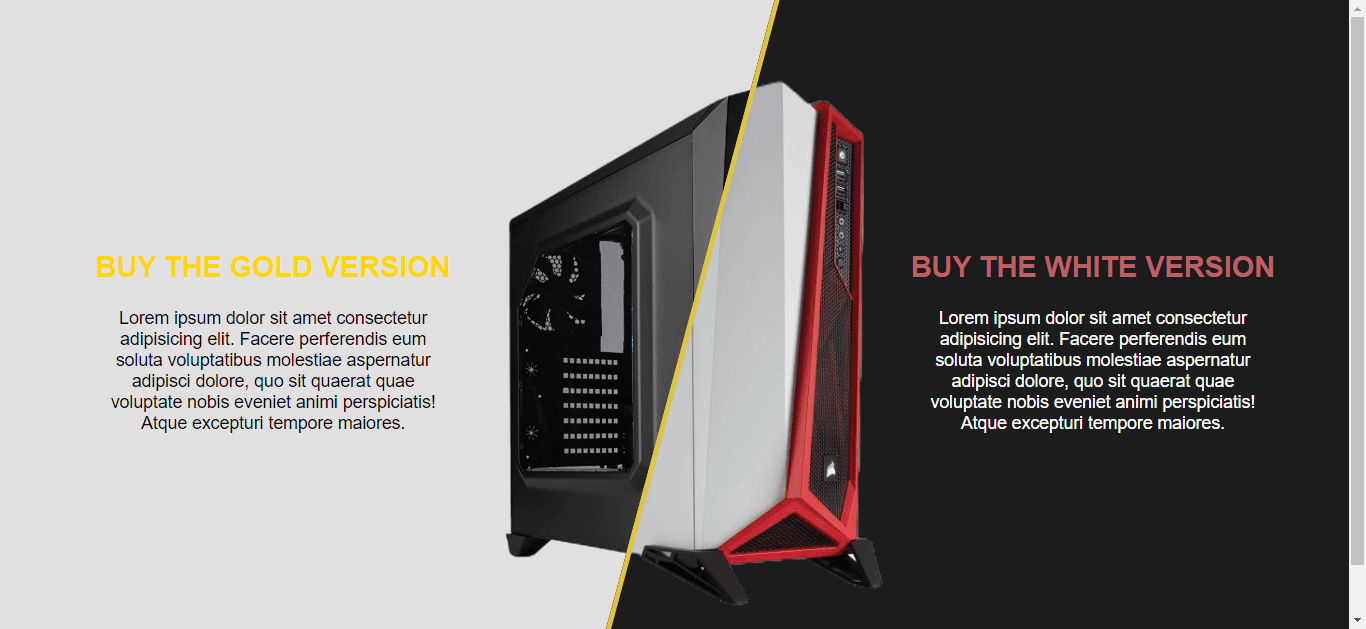 BUY THE GOLD VERSION
Lorem ipsum dolor sit amet consectetur
adipisicing elit. Facere perferendis eum
soluta voluptatibus molestiae aspernatur
adipisci dolore, quo sit quaerat quae
voluptate nobis eveniet animi perspiciatis!
Atque excepturi tempore maiores.
BUY THE WHITE VERSION
Lorem ipsum dolor sit amet consectetur
adipisicing elit. Facere perferendis eum
soluta voluptatibus molestiae aspernatur
adipisci dolore, quo sit quaerat quae
voluptate nobis eveniet animi perspiciatis!
Atque excepturi tempore maiores.